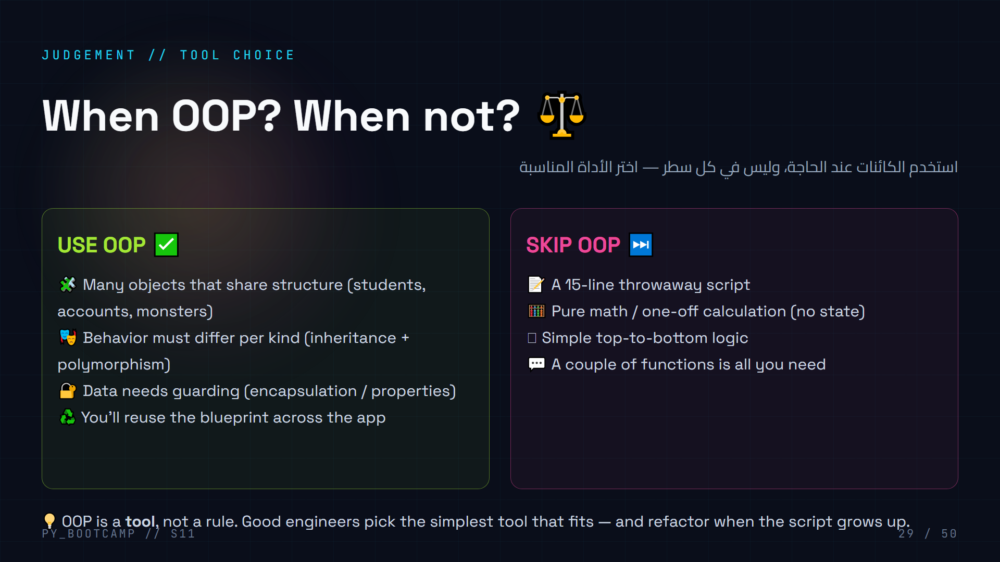 JUDGEMENT // TOOL CHOICE
When OOP? When not? ⚖️
استخدم الكائنات عند الحاجة، وليس في كل سطر — اختر الأداة المناسبة
USE OOP ✅
🧩 Many objects that share structure (students,
accounts, monsters)
🎭 Behavior must differ per kind (inheritance +
polymorphism)
🔐 Data needs guarding (encapsulation / properties)
♻️ You’ll reuse the blueprint across the app
SKIP OOP ⏭️
📝 A 15-line throwaway script
🧮 Pure math / one-off calculation (no state)
Simple top-to-bottom logic
💬 A couple of functions is all you need
💡 OOP is a tool, not a rule. Good engineers pick the simplest tool that fits — and refactor when the script grows up.
PY_BOOTCAMP // S11
29 / 50